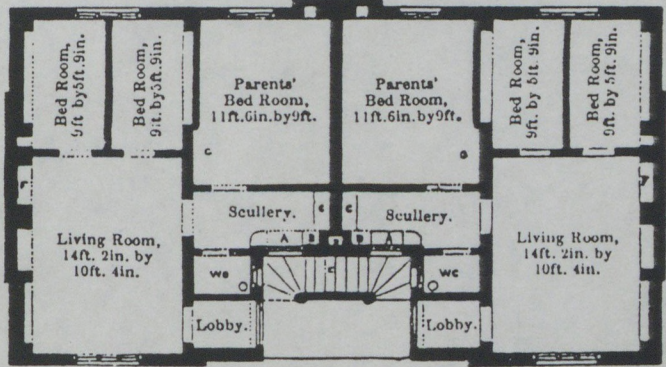 Bed Room,
9ft by 5ft. 9in.
Bed Room,
9ft. by 5ft. 9in.
Parents'
Bed Room,
11ft.6in.by 9ft.
Parents'
Bed Room,
11ft.6in.by 9ft.
Bed Room,
9ft. by 5ft. 9in.
Bed Room,
9ft. by 5ft. 9in.
C
Living Room,
14ft. 2in. by
10ft. 4in.
Scullery.
A
B
Scullery.
D
A
Living Room,
14ft. 2in. by
10ft. 4in.
WC
WC
Lobby.
Lobby.